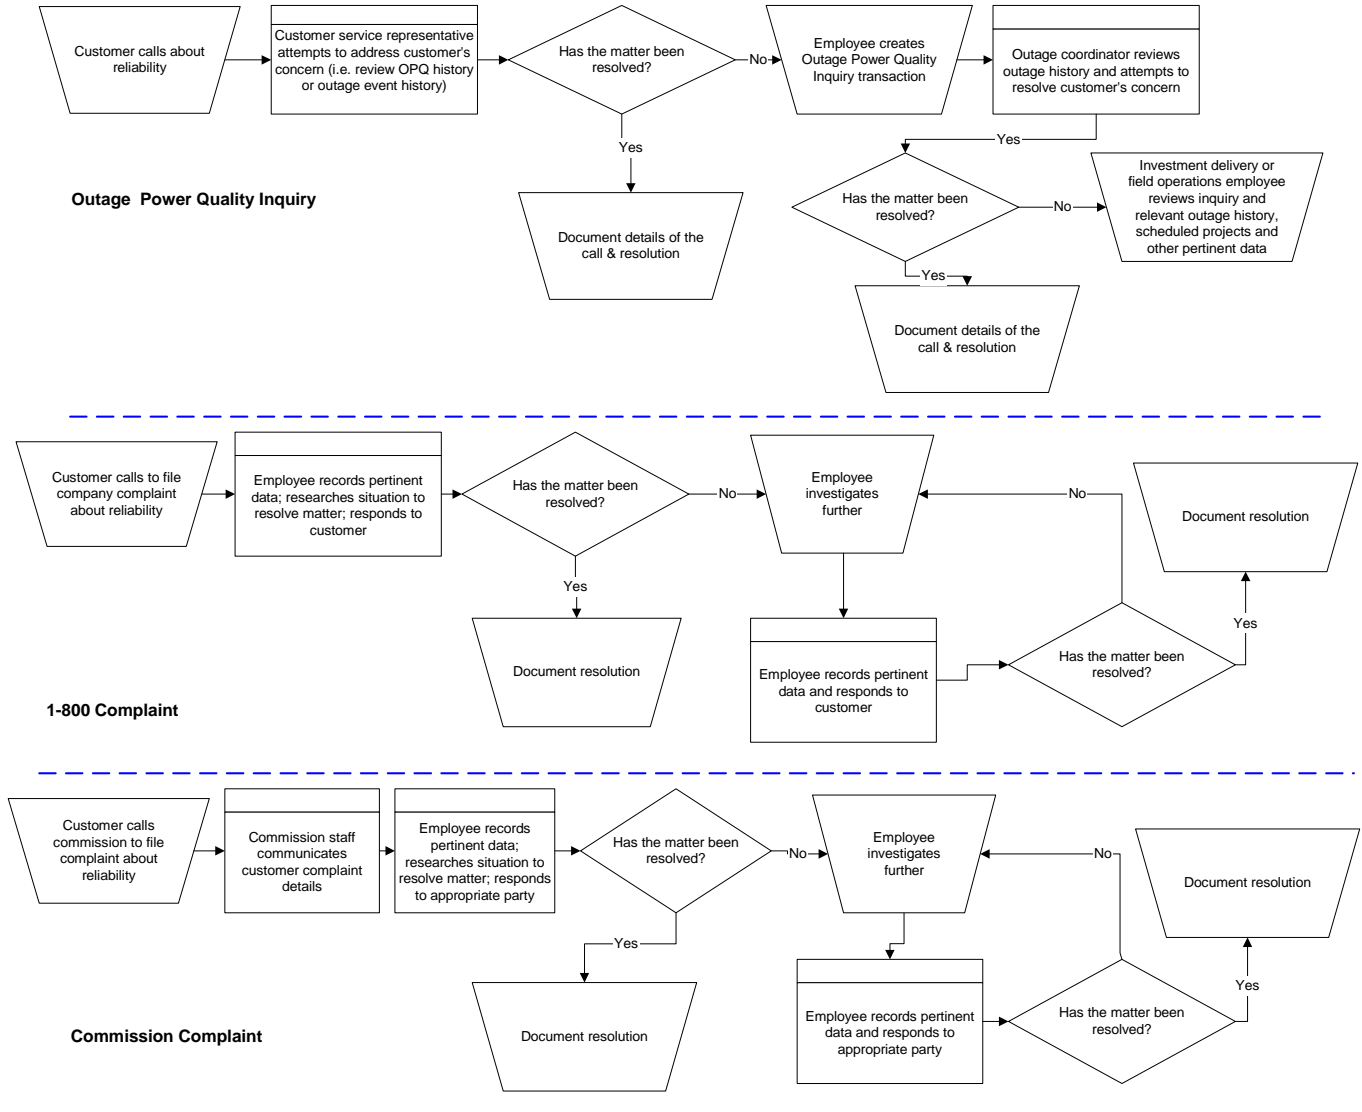 Customer calls about
reliability
Customer service representative
attempts to address customer's
concern (i.e. review OPQ history
or outage event history)
Has the matter been
resolved?
No
Employee creates
Outage Power Quality
Inquiry transaction
Outage coordinator reviews
outage history and attempts to
resolve customer's concern
Yes
Yes
Document details of the
call & resolution
Has the matter been
resolved?
No
Investment delivery or
field operations employee
reviews inquiry and
relevant outage history,
scheduled projects and
other pertinent data
Yes
Document details of the
call & resolution
Outage  Power Quality Inquiry
Customer calls to file
company complaint
about reliability
Employee records pertinent
data; researches situation to
resolve matter; responds to
customer
Has the matter been
resolved?
No
Employee
investigates
further
No
Document resolution
Yes
Document resolution
Employee records pertinent
data and responds to
customer
Has the matter been
resolved?
Yes
1-800 Complaint
Customer calls
commission to file
complaint about
reliability
Commission staff
communicates
customer complaint
details
Employee records
pertinent data;
researches situation to
resolve matter; responds
to appropriate party
Has the matter been
resolved?
No
Employee
investigates
further
No
Document resolution
Yes
Document resolution
Employee records pertinent
data and responds to
appropriate party
Has the matter been
resolved?
Yes
Commission Complaint